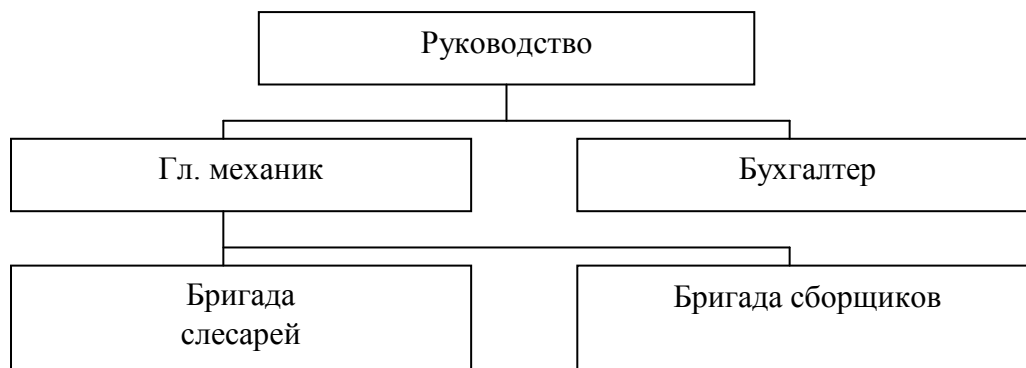 Руководство
Гл. механик
Бухгалтер
Бригада
слесарей
Бригада сборщиков